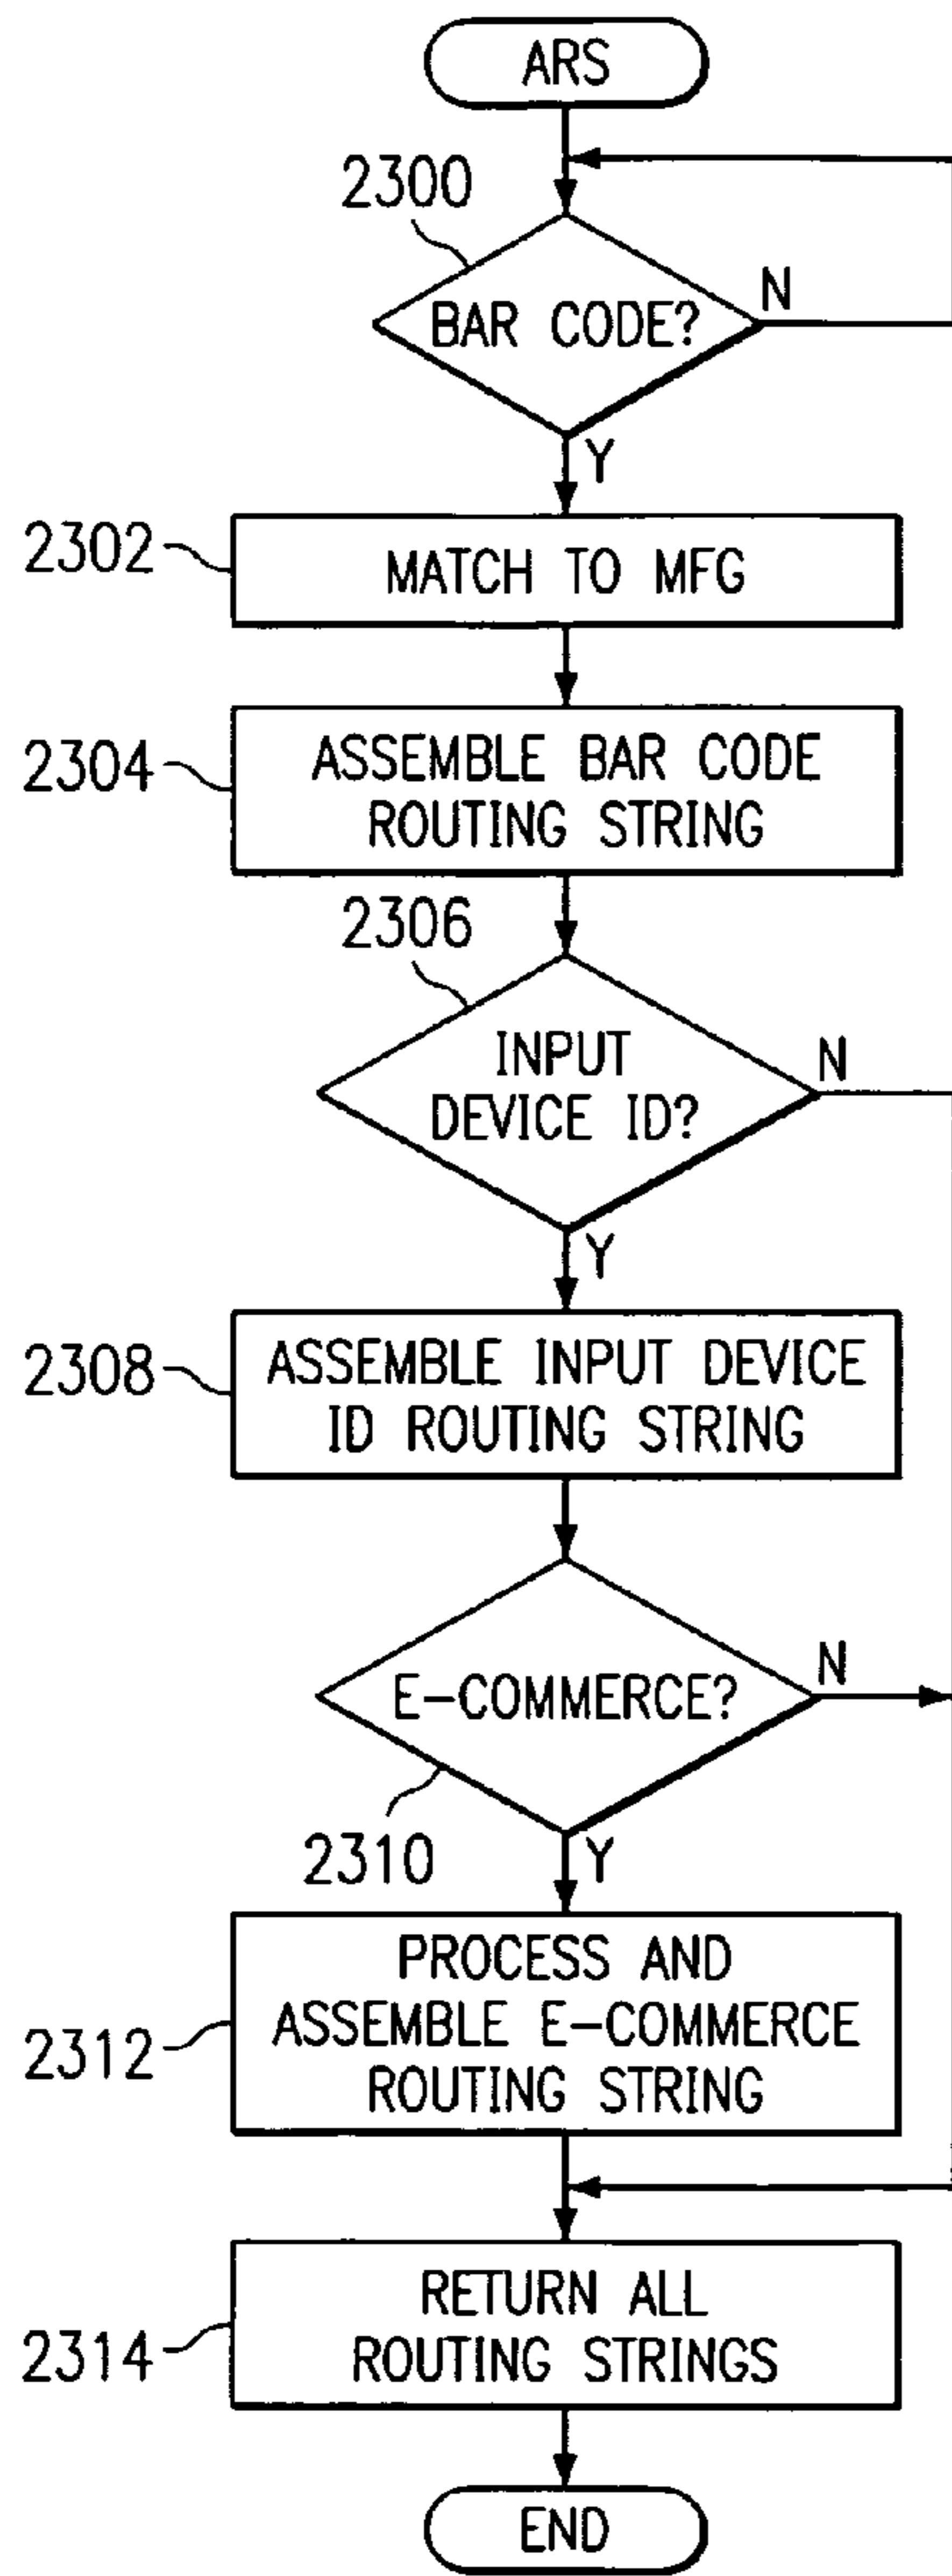 ARS
2300
BAR CODE?
N
Y
2302
MATCH TO MFG
2304
ASSEMBLE BAR CODE
ROUTING STRING
2306
INPUT
DEVICE ID?
N
Y
2308
ASSEMBLE INPUT DEVICE
ID ROUTING STRING
E-COMMERCE?
N
2310
Y
2312
PROCESS AND
ASSEMBLE E-COMMERCE
ROUTING STRING
2314
RETURN ALL
ROUTING STRINGS
END